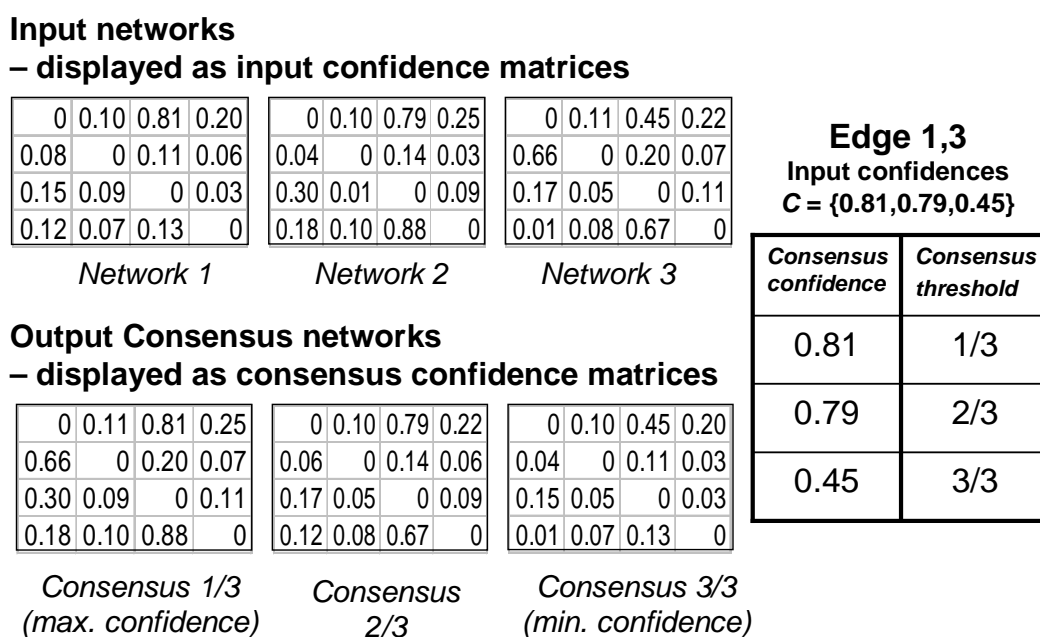 Input networks
– displayed as input confidence matrices
0 0.10 0.81 0.20
0.08 0 0.11 0.06
0.15 0.09 0 0.03
0.12 0.07 0.13 0
Network 1
0 0.10 0.79 0.25
0.04 0 0.14 0.03
0.30 0.01 0 0.09
0.18 0.10 0.88 0
Network 2
0 0.11 0.45 0.22
0.66 0 0.20 0.07
0.17 0.05 0 0.11
0.01 0.08 0.67 0
Network 3
Output Consensus networks
– displayed as consensus confidence matrices
0 0.11 0.81 0.25
0.66 0 0.20 0.07
0.30 0.09 0 0.11
0.18 0.10 0.88 0
Consensus 1/3
(max. confidence)
0 0.10 0.79 0.22
0.06 0 0.14 0.06
0.17 0.05 0 0.09
0.12 0.08 0.67 0
Consensus
2/3
0 0.10 0.45 0.20
0.04 0 0.11 0.03
0.15 0.05 0 0.03
0.01 0.07 0.13 0
Consensus 3/3
(min. confidence)
Edge 1,3
Input confidences
C = {0.81,0.79,0.45}
Consensus Consensus
confidence threshold
0.81 1/3
0.79 2/3
0.45 3/3